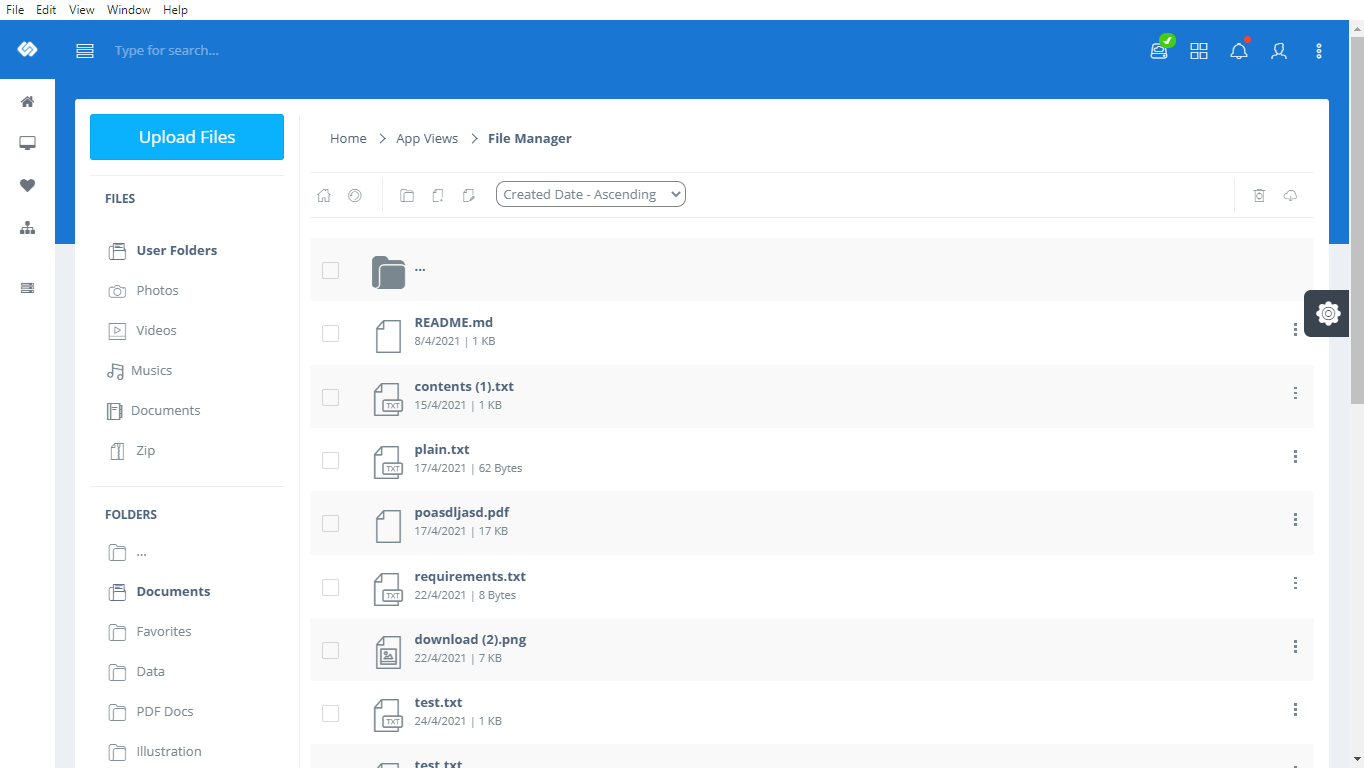 File Edit View Window Help
Type for search...
Upload Files
Home App Views File Manager
FILES
Created Date - Ascending
User Folders
Photos
Videos
Musics
Documents
Zip
FOLDERS
...
Documents
Favorites
Data
PDF Docs
Illustration
...
README.md
8/4/2021 | 1 KB
contents (1).txt
15/4/2021 | 1 KB
TXT
plain.txt
17/4/2021 | 62 Bytes
TXT
poasdljasd.pdf
17/4/2021 | 17 KB
requirements.txt
22/4/2021 | 8 Bytes
TXT
download (2).png
22/4/2021 | 7 KB
test.txt
24/4/2021 | 1 KB
TXT
test.txt